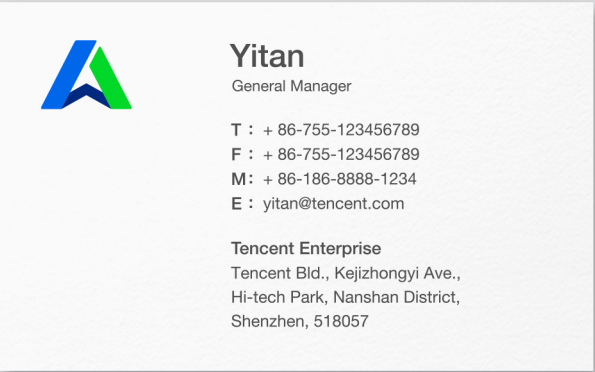 Yitan
General Manager
T : + 86-755-123456789
F : + 86-755-123456789
M : + 86-186-8888-1234
E : yitan@tencent.com
Tencent Enterprise
Tencent Bld., Kejizhongyi Ave.,
Hi-tech Park, Nanshan District,
Shenzhen, 518057